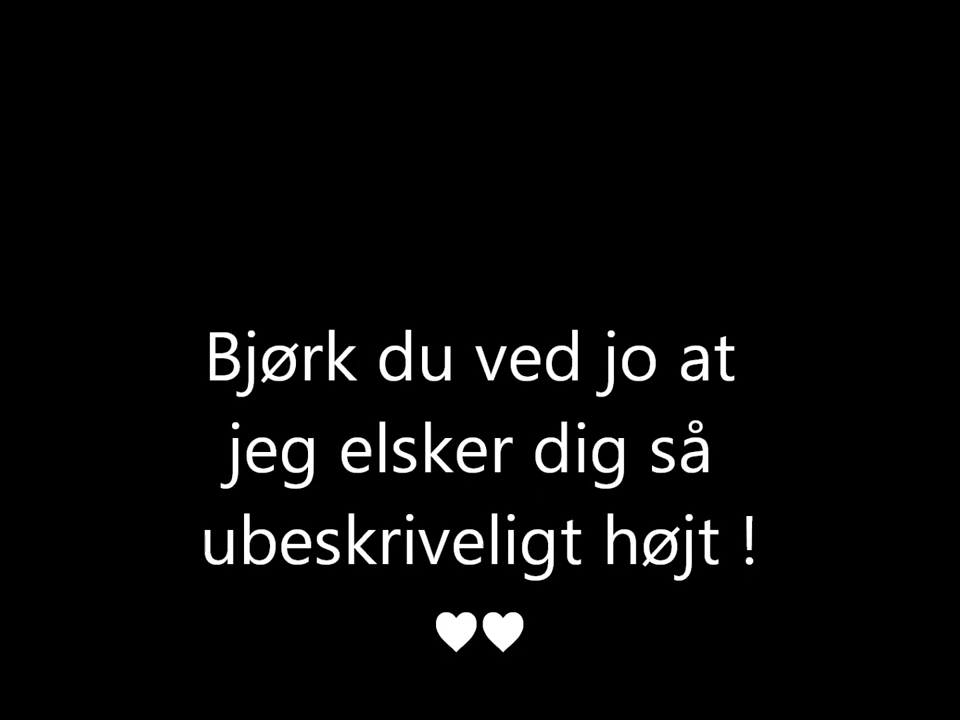 Bjørk du ved jo at
jeg elsker dig så
ubeskriveligt højt !
♥♥